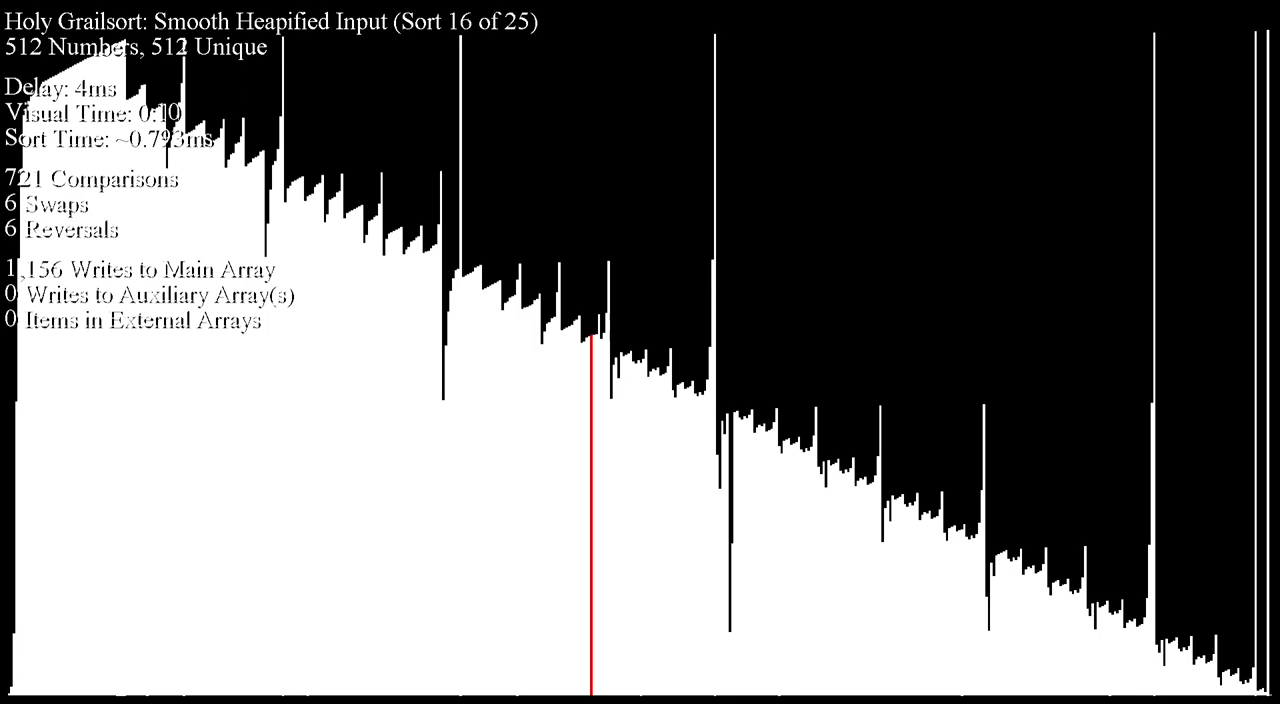 Holy Grailsort: Smooth Heapified Input (Sort 16 of 25)
512 Numbers, 512 Unique
Delay: 4ms
Visual Time: 0:10
Sort Time: ~0.793ms
721 Comparisons
6 Swaps
6 Reversals
1,156 Writes to Main Array
0 Writes to Auxiliary Array(s)
0 Items in External Arrays